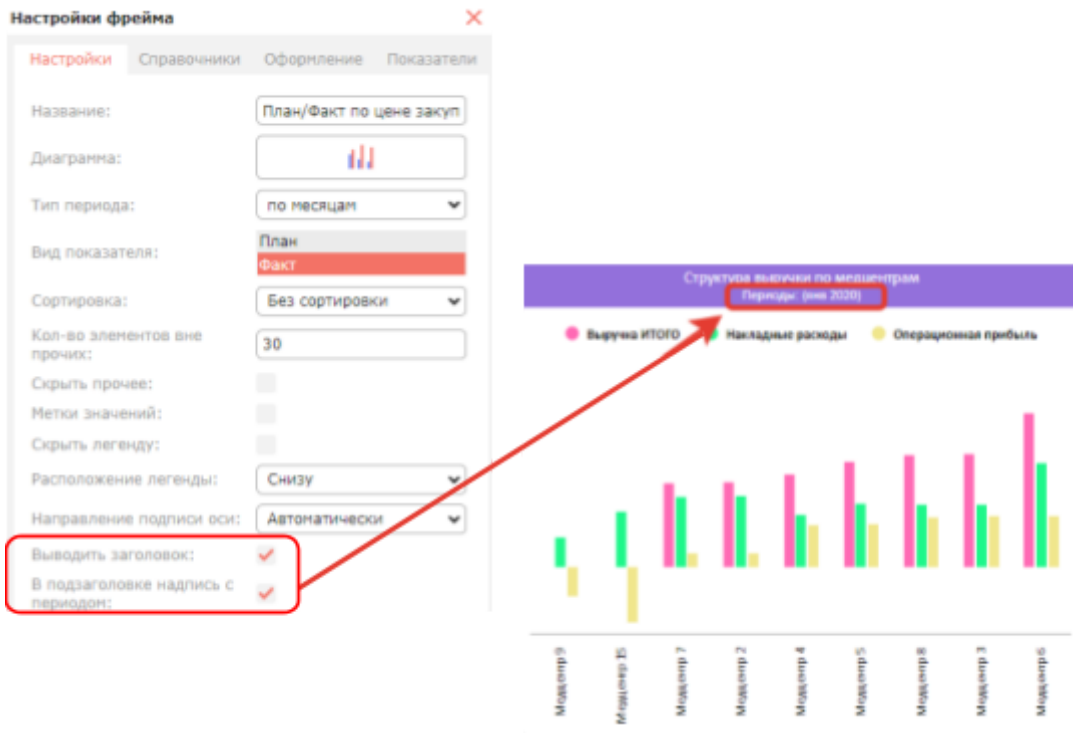 Настройки фрейма
Настройки Справочники Оформление Показатели
Название: План/Факт по цене закуп
Диаграмма:
Тип периода: по месяцам
Вид показателя: План
Факт
Сортировка: Без сортировки
Кол-во элементов вне
прочих: 30
Скрыть прочее:
Метки значений:
Скрыть легенду:
Расположение легенды: Снизу
Направление подписи оси: Автоматически
Выводить заголовок:
В подзаголовке надпись с
периодом:
Структура выручки по медцентрам
Периоды: (янв 2020)
Выручка ИТОГО Накладные расходы Операционная прибыль
Медцентр 9
Медцентр 15
Медцентр 7
Медцентр 2
Медцентр 4
Медцентр 5
Медцентр 8
Медцентр 3
Медцентр 6